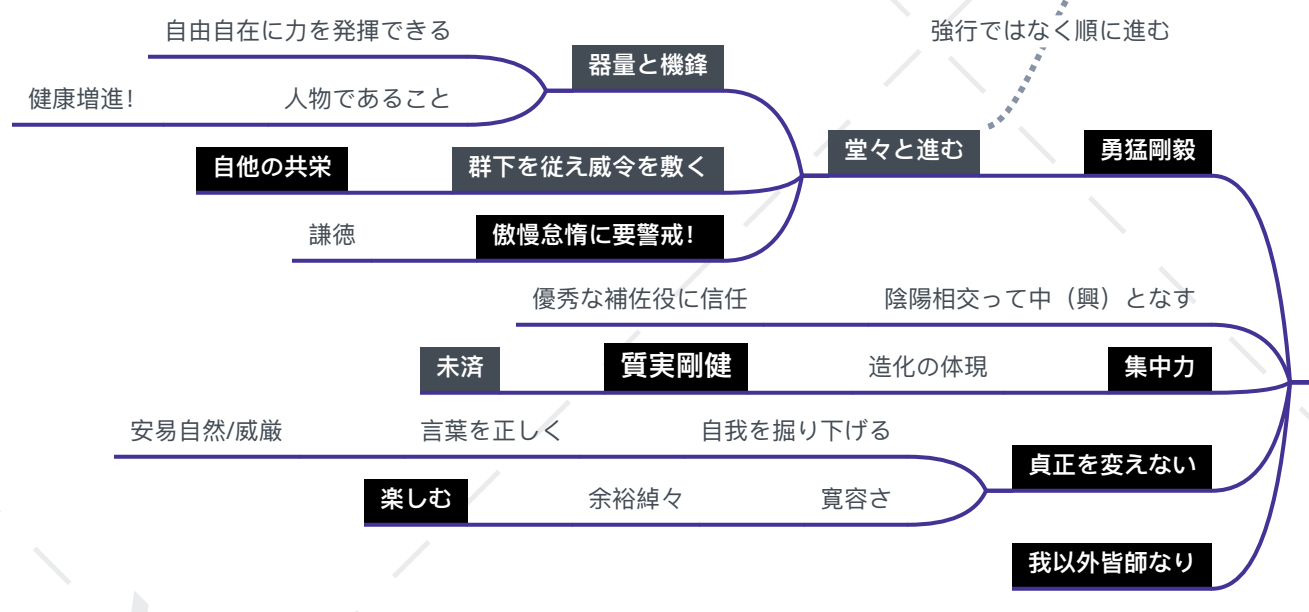 自由自在に力を発揮できる
強行ではなく順に進む
器量と機鋒
健康増進!
人物であること
堂々と進む
勇猛剛毅
自他の共栄
群下を従え威令を敷く
謙徳
傲慢怠惰に要警戒!
優秀な補佐役に信任
陰陽相交って中（興）となす
未済
質実剛健
造化の体現
集中力
安易自然/威厳
言葉を正しく
自我を掘り下げる
貞正を変えない
楽しむ
余裕綽々
寛容さ
我以外皆師なり